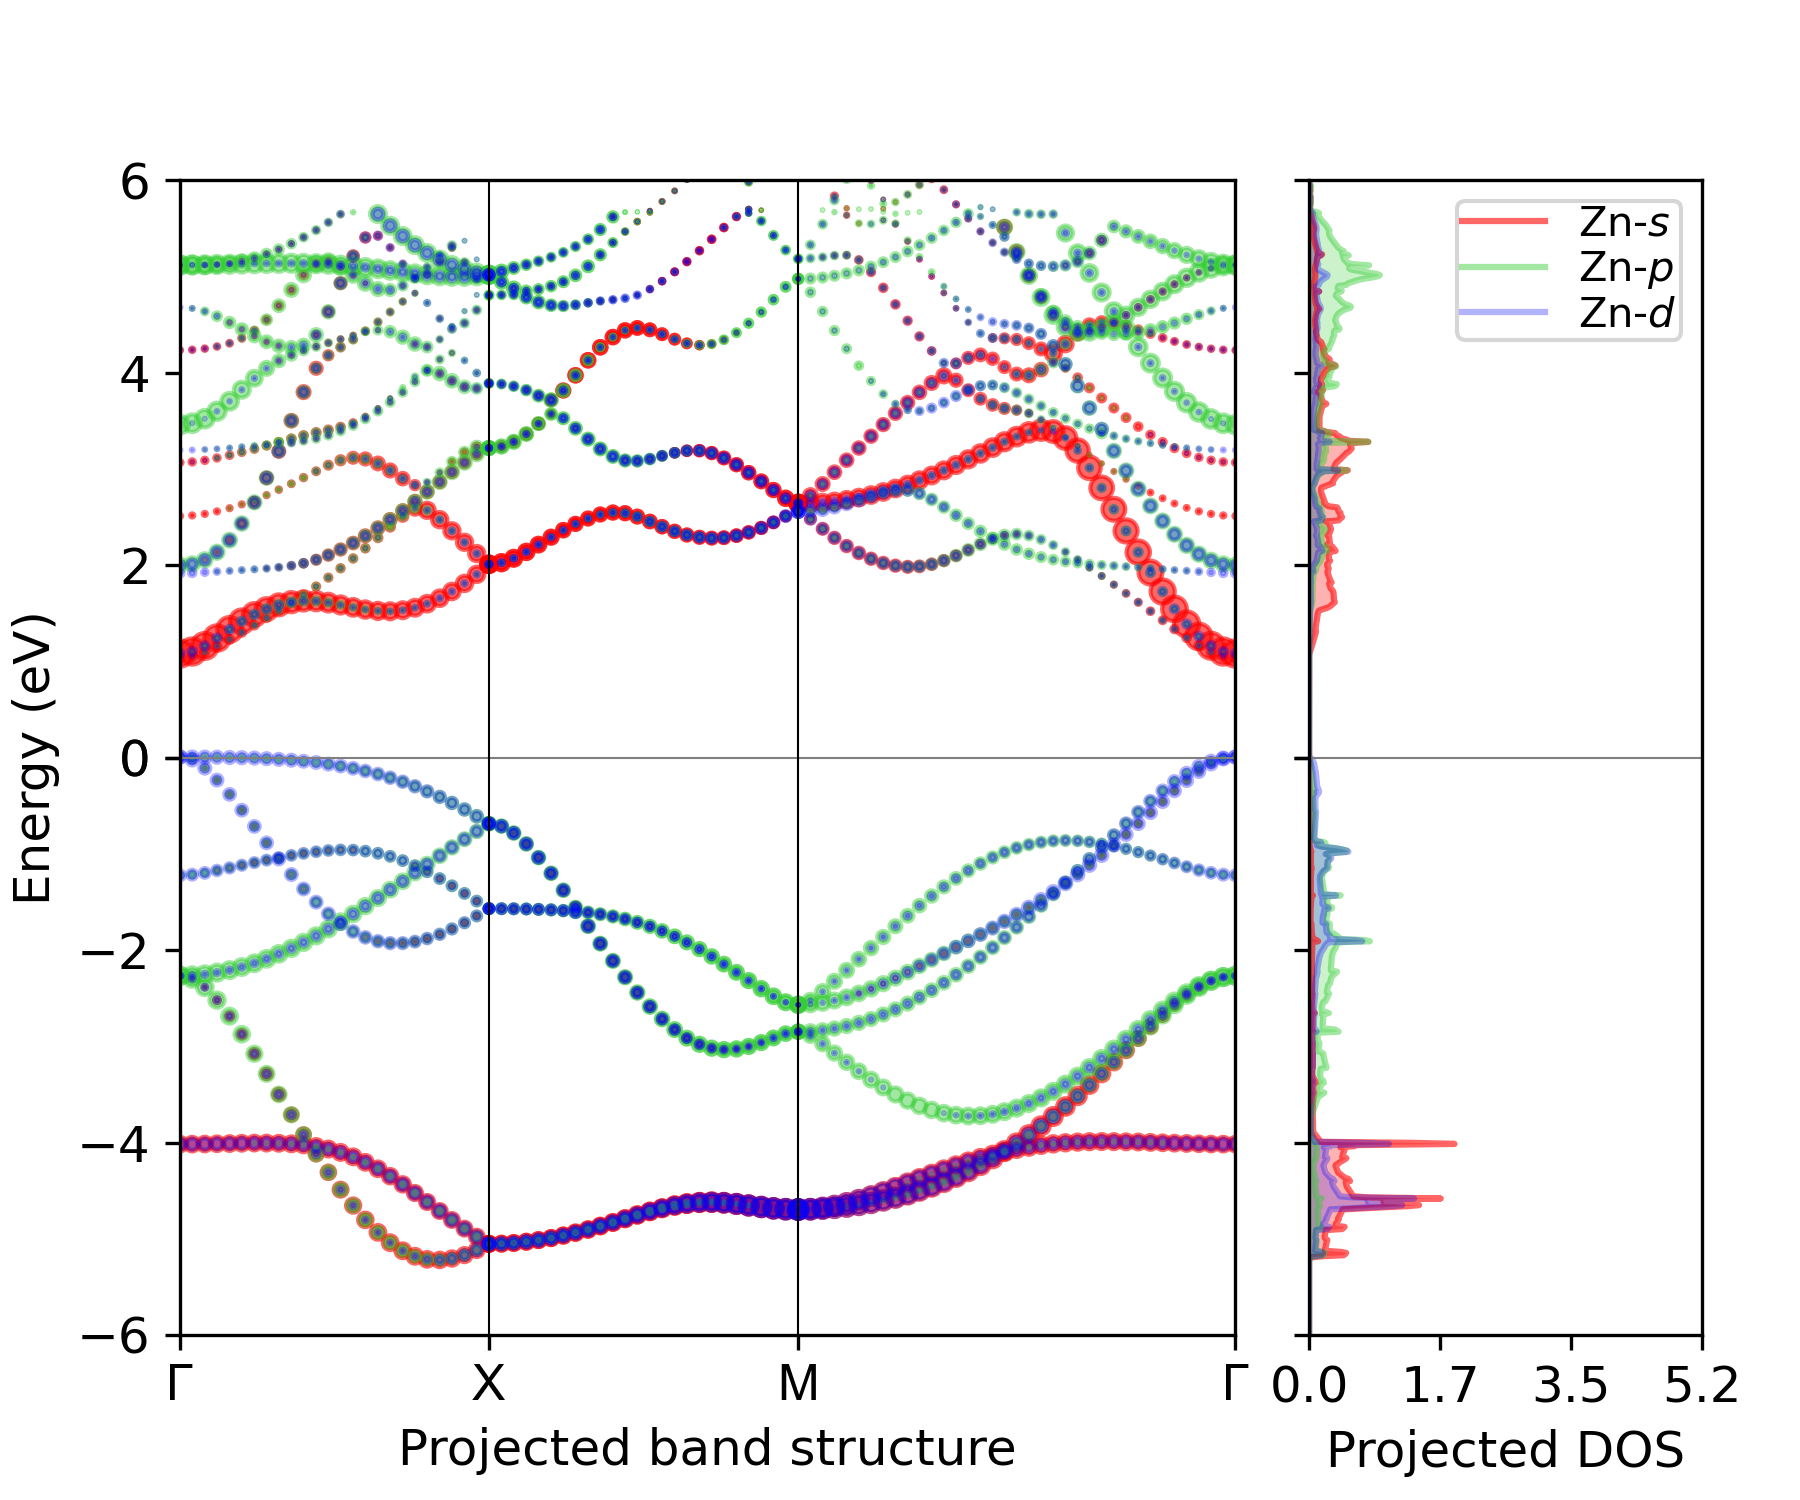 6
4
2
0
−2
−4
−6
Energy (eV)
Γ
X
M
Γ
Projected band structure
Zn-s
Zn-p
Zn-d
0.0
1.7
3.5
5.2
Projected DOS